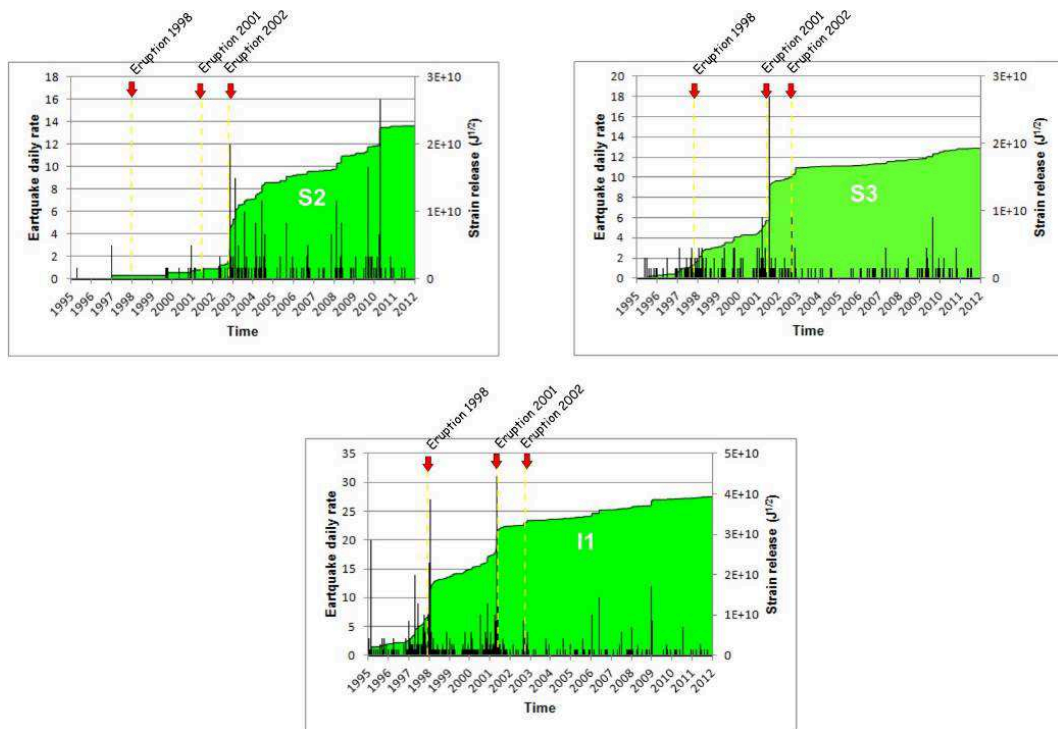 Eruption 1998
Eruption 2001
Eruption 2002
18
16
14
12
10
8
6
4
2
0
Eartquake daily rate
3E+10
2E+10
1E+10
0
Strain release (J1/2)
S2
1995
1996
1997
1998
1999
2000
2001
2002
2003
2004
2005
2006
2007
2008
2009
2010
2011
2012
Time
Eruption 1998
Eruption 2001
Eruption 2002
20
18
16
14
12
10
8
6
4
2
0
Eartquake daily rate
3E+10
2E+10
1E+10
0
Strain release (J1/2)
S3
1995
1996
1997
1998
1999
2000
2001
2002
2003
2004
2005
2006
2007
2008
2009
2010
2011
2012
Time
Eruption 1998
Eruption 2001
Eruption 2002
35
30
25
20
15
10
5
0
Eartquake daily rate
5E+10
4E+10
3E+10
2E+10
1E+10
0
Strain release (J1/2)
I1
1995
1996
1997
1998
1999
2000
2001
2002
2003
2004
2005
2006
2007
2008
2009
2010
2011
2012
Time